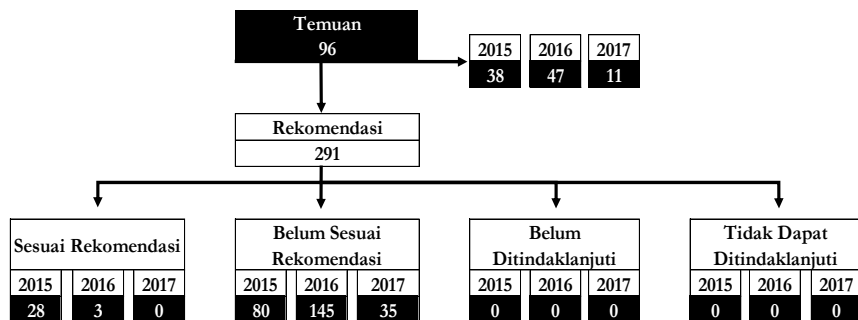 Temuan
96
2015 2016 2017
38 47 11
Rekomendasi
291
Sesuai Rekomendasi
2015 2016 2017
28 3 0
Belum Sesuai
Rekomendasi
2015 2016 2017
80 145 35
Belum
Ditindaklanjuti
2015 2016 2017
0 0 0
Tidak Dapat
Ditindaklanjuti
2015 2016 2017
0 0 0